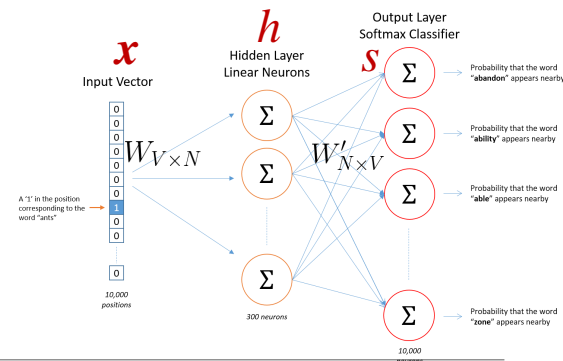 x
Input Vector
0
0
0
0
0
0
0
1
0
0
0
10,000
positions
A ‘1’ in the position
corresponding to the
word “ants”
W_{V×N}
h
Hidden Layer
Linear Neurons
Σ
Σ
Σ
300 neurons
W′_{N×V}
Output Layer
Softmax Classifier
S
Σ
Σ
Σ
Σ
10,000
Probability that the word
“abandon” appears nearby
Probability that the word
“ability” appears nearby
Probability that the word
“able” appears nearby
Probability that the word
“zone” appears nearby